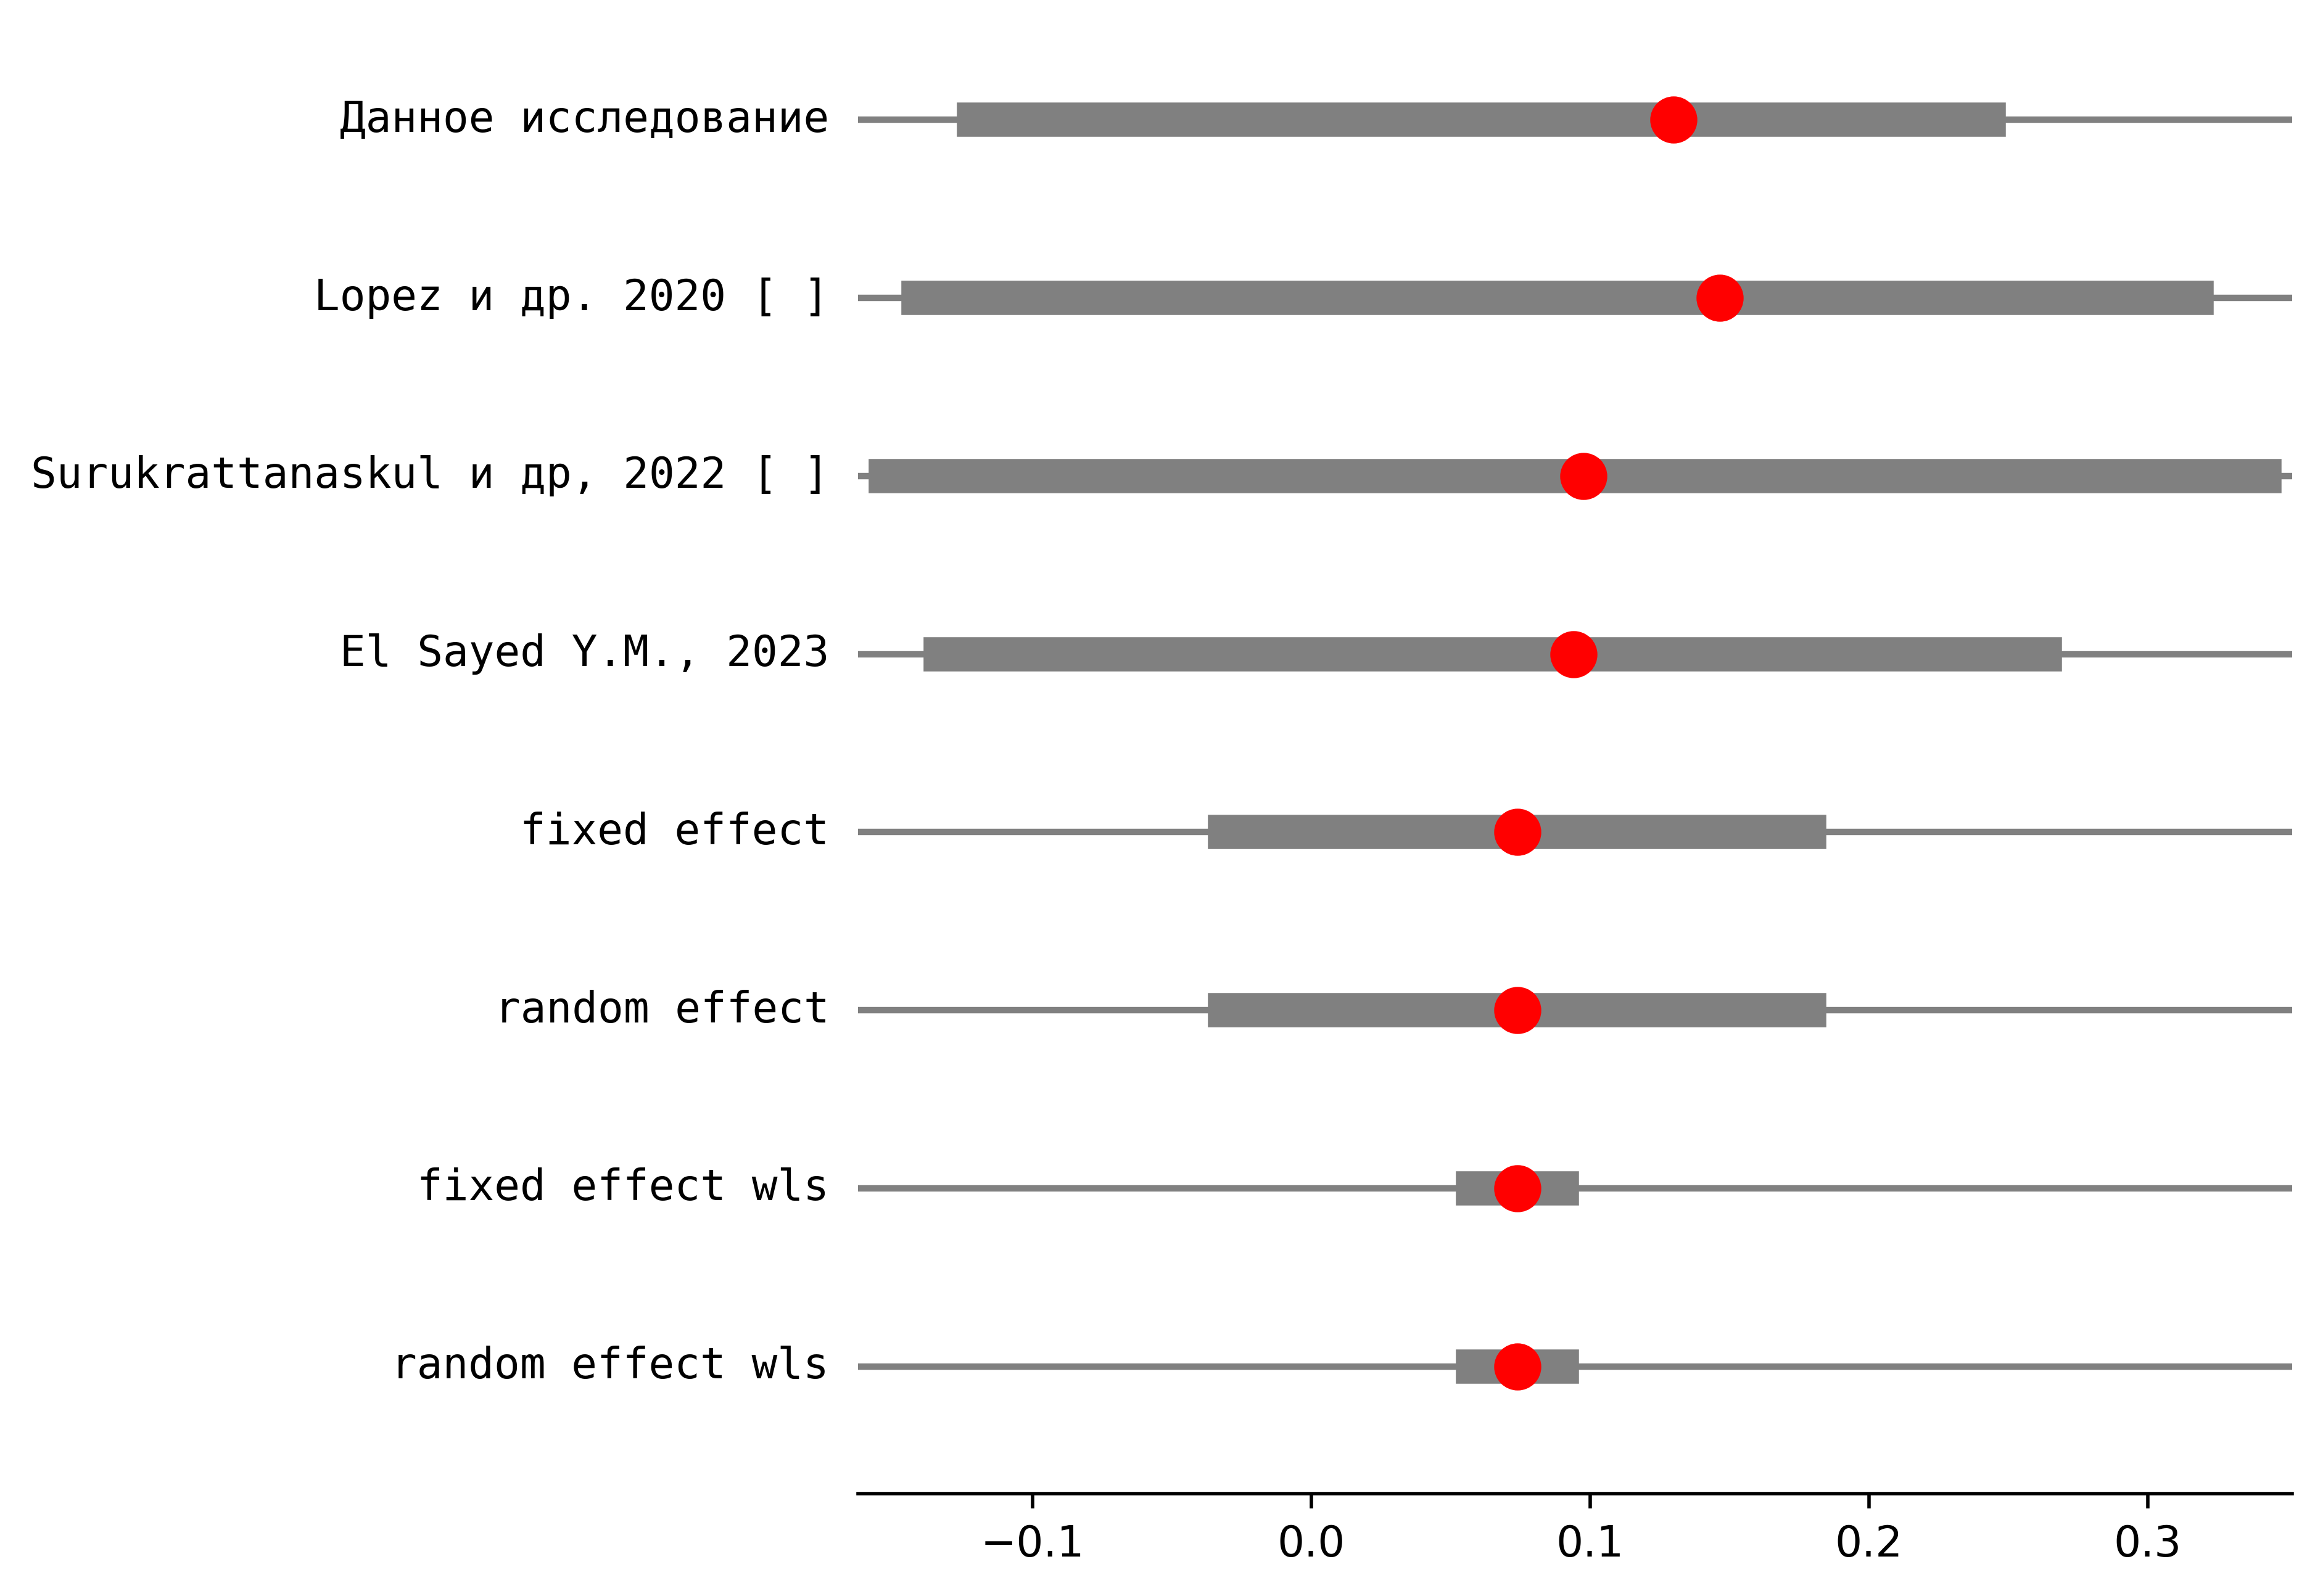 Данное исследование
Lopez и др. 2020 [ ]
Surukrattanaskul и др, 2022 [ ]
El Sayed Y.M., 2023
fixed effect
random effect
fixed effect wls
random effect wls
−0.1 0.0 0.1 0.2 0.3